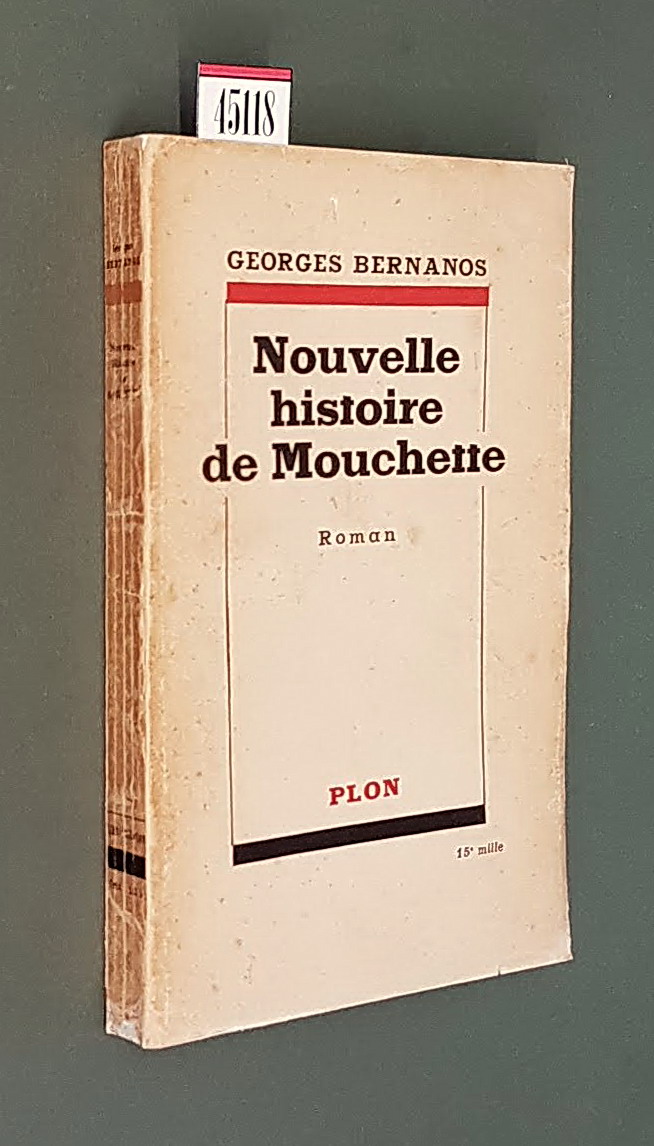 45118
GEORGES BERNANOS
Nouvelle
histoire
de Mouchette
Roman
PLON
15e mille